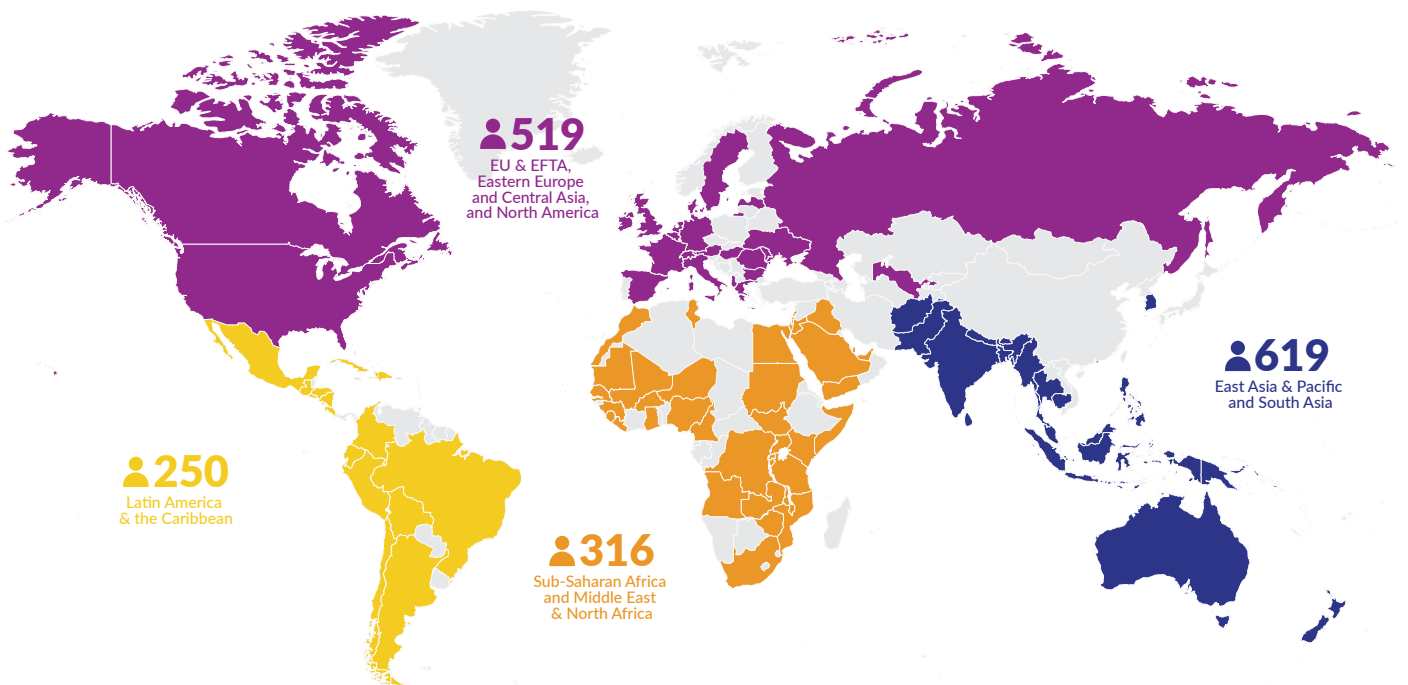 519
EU & EFTA,
Eastern Europe
and Central Asia,
and North America
619
East Asia & Pacific
and South Asia
250
Latin America
& the Caribbean
316
Sub-Saharan Africa
and Middle East
& North Africa